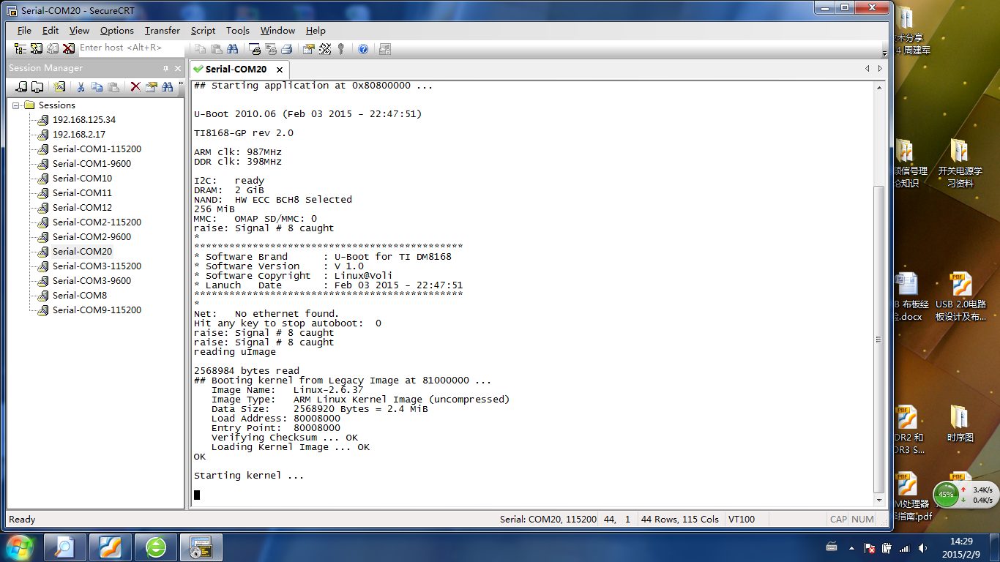 Serial-COM20 - SecureCRT
File Edit View Options Transfer Script Tools Window Help
Enter host <Alt+R>
Session Manager
Serial-COM20
Sessions
192.168.125.34
192.168.2.17
Serial-COM1-115200
Serial-COM1-9600
Serial-COM10
Serial-COM11
Serial-COM12
Serial-COM2-115200
Serial-COM2-9600
Serial-COM20
Serial-COM3-115200
Serial-COM3-9600
Serial-COM8
Serial-COM9-115200
## Starting application at 0x80800000 ...
U-Boot 2010.06 (Feb 03 2015 - 22:47:51)
TI8168-GP rev 2.0
ARM clk: 987MHz
DDR clk: 398MHz
I2C:   ready
DRAM:  2 GiB
NAND:  HW ECC BCH8 Selected
256 MiB
MMC:   OMAP SD/MMC: 0
raise: Signal # 8 caught
*
**********************************************
* Software Brand      : U-Boot for TI DM8168
* Software Version    : V 1.0
* Software Copyright  : Linux@Voli
* Lanuch   Date       : Feb 03 2015 - 22:47:51
**********************************************
*
Net:   No ethernet found.
Hit any key to stop autoboot:  0
raise: Signal # 8 caught
raise: Signal # 8 caught
reading uImage
2568984 bytes read
## Booting kernel from Legacy Image at 81000000 ...
Image Name:   Linux-2.6.37
Image Type:   ARM Linux Kernel Image (uncompressed)
Data Size:    2568920 Bytes = 2.4 MiB
Load Address: 80008000
Entry Point:  80008000
Verifying Checksum ... OK
Loading Kernel Image ... OK
OK
Starting kernel ...
Ready
Serial: COM20, 115200 44, 1 44 Rows, 115 Cols VT100 CAP NUM
术分享
4 周建军
频信号理
论知识
开关电源学
习资料
PDF
B 布板经
验.docx
USB 2.0电路
板设计及布...
PDF
DR2 和
DR3 S...
时序图
PDF
PDF
M处理器
指南.pdf
45%
3.4K/s
0.4K/s
14:29
2015/2/9